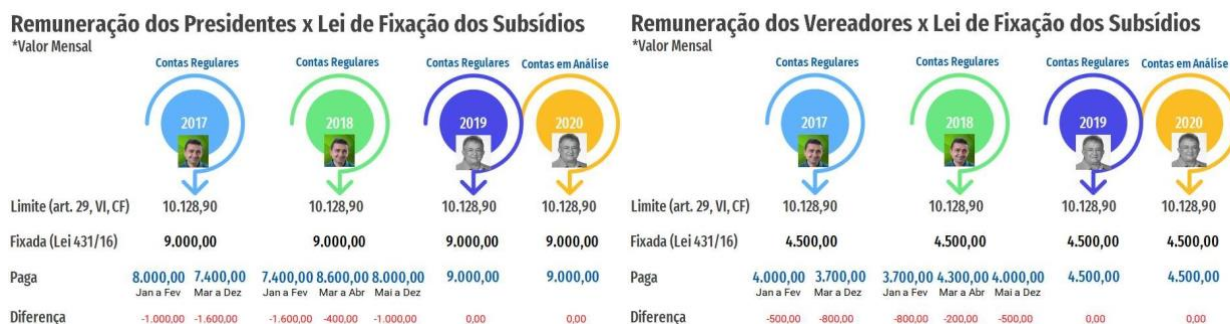 Remuneração dos Presidentes x Lei de Fixação dos Subsídios
*Valor Mensal
Contas Regulares Contas Regulares Contas Regulares Contas em Análise
2017 2018 2019 2020
Limite (art. 29, VI, CF) 10.128,90 10.128,90 10.128,90 10.128,90
Fixada (Lei 431/16) 9.000,00 9.000,00 9.000,00 9.000,00
Paga 8.000,00 7.400,00 7.400,00 8.600,00 8.000,00 9.000,00 9.000,00
Jan a Fev Mar a Dez Jan a Fev Mar a Abr Mai a Dez
Diferença -1.000,00 -1.600,00 -1.600,00 -400,00 -1.000,00 0,00 0,00
Remuneração dos Vereadores x Lei de Fixação dos Subsídios
*Valor Mensal
Contas Regulares Contas Regulares Contas Regulares Contas em Análise
2017 2018 2019 2020
Limite (art. 29, VI, CF) 10.128,90 10.128,90 10.128,90 10.128,90
Fixada (Lei 431/16) 4.500,00 4.500,00 4.500,00 4.500,00
Paga 4.000,00 3.700,00 3.700,00 4.300,00 4.000,00 4.500,00 4.500,00
Jan a Fev Mar a Dez Jan a Fev Mar a Abr Mai a Dez
Diferença -500,00 -800,00 -800,00 -200,00 -500,00 0,00 0,00